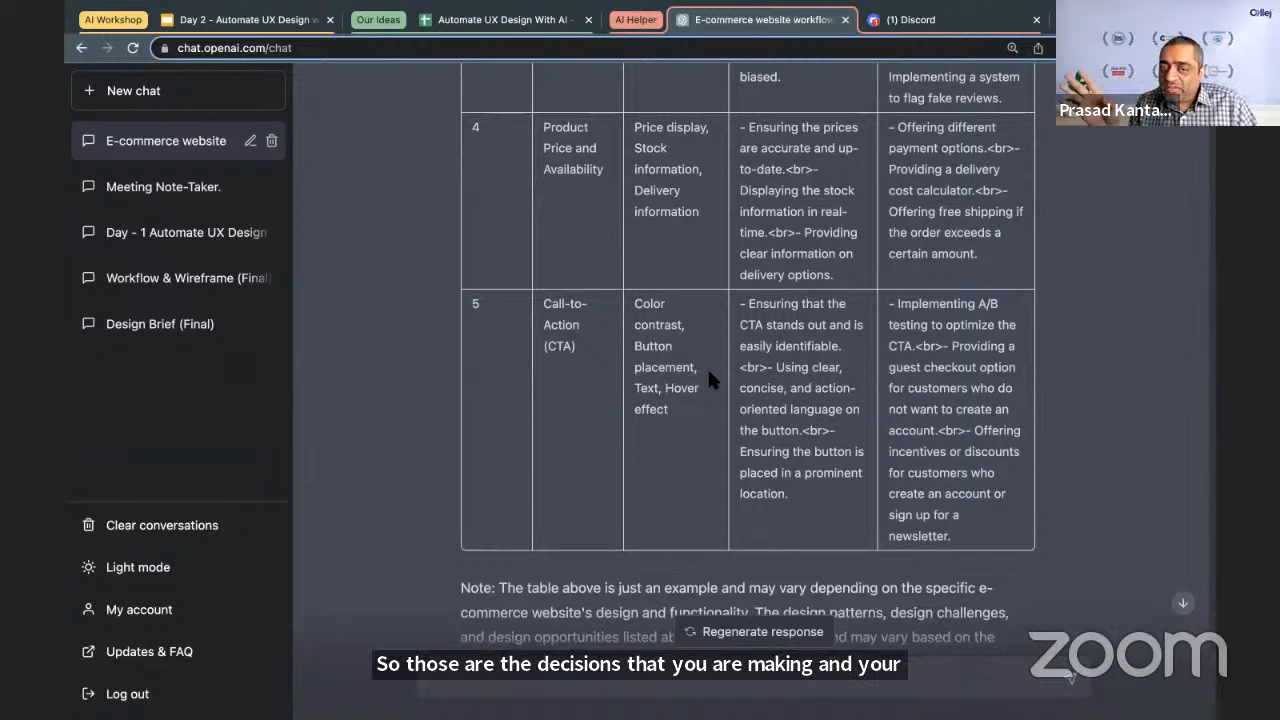 AI Workshop
Day 2 - Automate UX Design w
Our Ideas
Automate UX Design With AI -
AI Helper
E-commerce website workflow
(1) Discord
chat.openai.com/chat
Prasad Kanta...
New chat
E-commerce website
Meeting Note-Taker.
Day - 1 Automate UX Design
Workflow & Wireframe (Final)
Design Brief (Final)
Clear conversations
Light mode
My account
Updates & FAQ
Log out
biased.
Implementing a system
to flag fake reviews.
4
Product
Price and
Availability
Price display,
Stock
information,
Delivery
information
- Ensuring the prices
are accurate and up-
to-date.<br>-
Displaying the stock
information in real-
time.<br>- Providing
clear information on
delivery options.
- Offering different
payment options.<br>-
Providing a delivery
cost calculator.<br>-
Offering free shipping if
the order exceeds a
certain amount.
5
Call-to-
Action
(CTA)
Color
contrast,
Button
placement,
Text, Hover
effect
- Ensuring that the
CTA stands out and is
easily identifiable.
<br>- Using clear,
concise, and action-
oriented language on
the button.<br>-
Ensuring the button is
placed in a prominent
location.
- Implementing A/B
testing to optimize the
CTA.<br>- Providing a
guest checkout option
for customers who do
not want to create an
account.<br>- Offering
incentives or discounts
for customers who
create an account or
sign up for a
newsletter.
Note: The table above is just an example and may vary depending on the specific e-
commerce website's design and functionality. The design patterns, design challenges,
and design opportunities listed ab
nd may vary based on the
Regenerate response
So those are the decisions that you are making and your
zoom